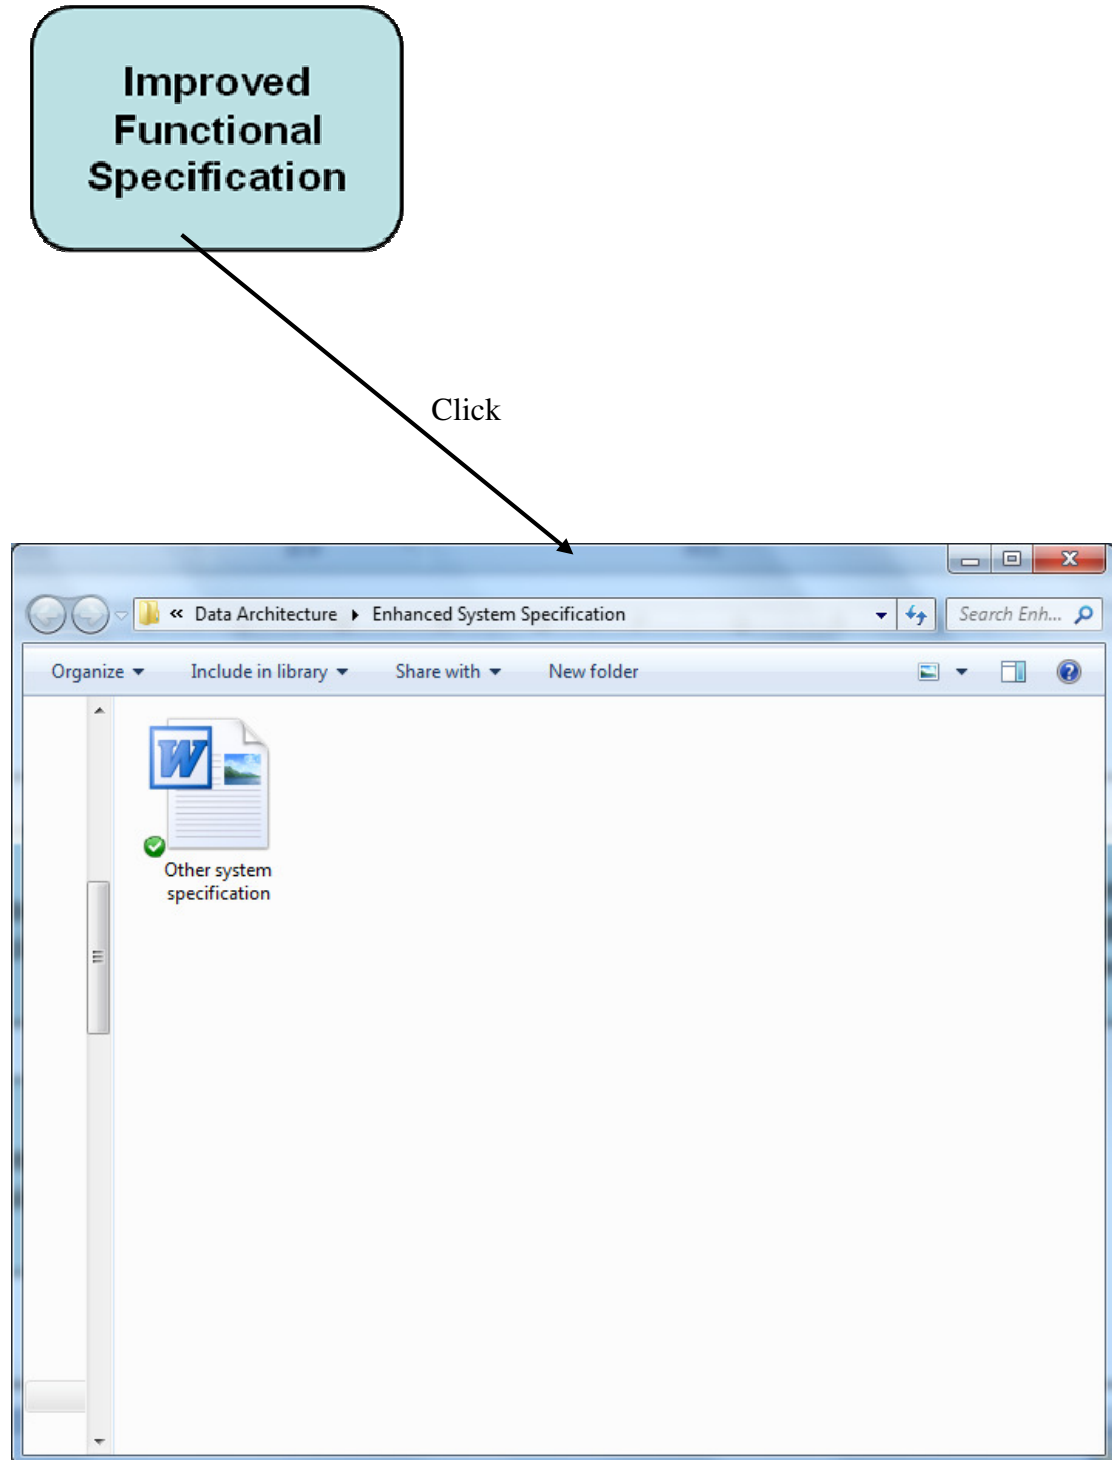 Improved
Functional
Specification
Click
« Data Architecture Enhanced System Specification
Search Enh...
Organize Include in library Share with New folder
W
Other system
specification